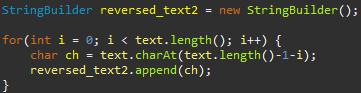 StringBuilder reversed_text2 = new StringBuilder();
for(int i = 0; i < text.length(); i++) {
char ch = text.charAt(text.length()-1-i);
reversed_text2.append(ch);
}